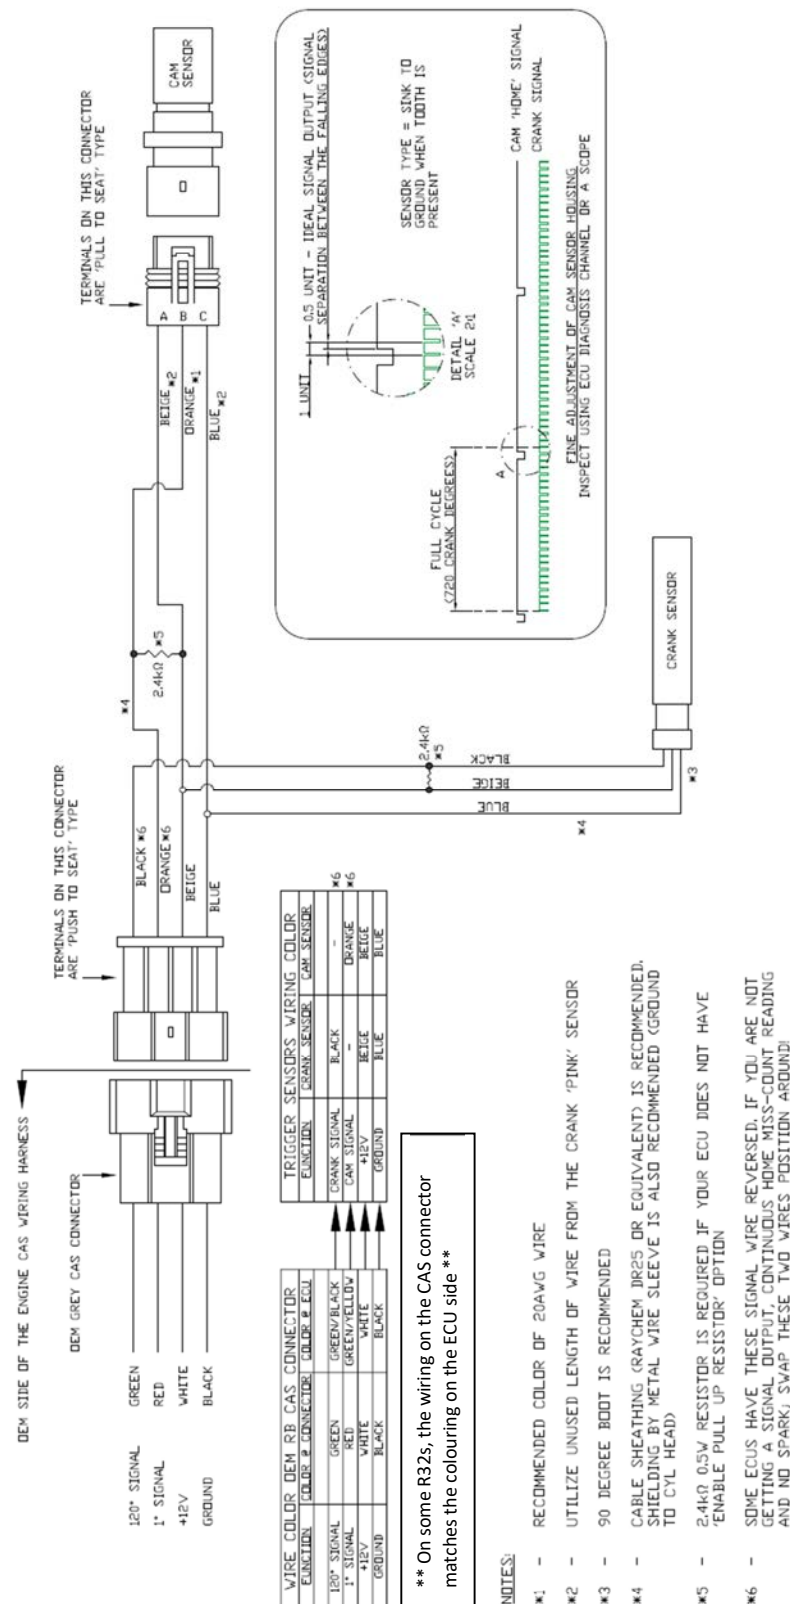 OEM SIDE OF THE ENGINE CAS WIRING HARNESS
OEM GREY CAS CONNECTOR
TERMINALS ON THIS CONNECTOR
ARE 'PUSH TO SEAT' TYPE
TERMINALS ON THIS CONNECTOR
ARE 'PULL TO SEAT' TYPE
CAM
SENSOR
120° SIGNAL GREEN
1° SIGNAL RED
+12V WHITE
GROUND BLACK
BLACK *6
ORANGE *6
BEIGE
BLUE
*4
2.4kΩ *5
BEIGE *2
ORANGE *1
BLUE *2
A B C
2.4kΩ
*5
BLACK
BEIGE
BLUE
*4
*3
CRANK SENSOR
1 UNIT
0.5 UNIT - IDEAL SIGNAL OUTPUT (SIGNAL
SEPARATION BETWEEN THE FALLING EDGES)
SENSOR TYPE = SINK TO
GROUND WHEN TOOTH IS
PRESENT
DETAIL 'A'
SCALE 2:1
FULL CYCLE
(720 CRANK DEGREES)
A
CAM 'HOME' SIGNAL
CRANK SIGNAL
FINE ADJUSTMENT OF CAM SENSOR HOUSING
INSPECT USING ECU DIAGNOSIS CHANNEL OR A SCOPE
WIRE COLOR OEM RB CAS CONNECTOR
FUNCTION COLOR @ CONNECTOR COLOR @ ECU
120° SIGNAL GREEN GREEN/BLACK
1° SIGNAL RED GREEN/YELLOW
+12V WHITE WHITE
GROUND BLACK BLACK
TRIGGER SENSORS WIRING COLOR
FUNCTION CRANK SENSOR CAM SENSOR
CRANK SIGNAL BLACK - *6
CAM SIGNAL - ORANGE *6
+12V BEIGE BEIGE
GROUND BLUE BLUE
** On some R32s, the wiring on the CAS connector
matches the colouring on the ECU side **
NOTES:
*1 - RECOMMENDED COLOR OF 20AWG WIRE
*2 - UTILIZE UNUSED LENGTH OF WIRE FROM THE CRANK 'PINK' SENSOR
*3 - 90 DEGREE BOOT IS RECOMMENDED
*4 - CABLE SHEATHING (RAYCHEM DR25 OR EQUIVALENT) IS RECOMMENDED.
SHIELDING BY METAL WIRE SLEEVE IS ALSO RECOMMENDED (GROUND
TO CYL HEAD)
*5 - 2.4kΩ 0.5W RESISTOR IS REQUIRED IF YOUR ECU DOES NOT HAVE
'ENABLE PULL UP RESISTOR' OPTION
*6 - SOME ECUS HAVE THESE SIGNAL WIRE REVERSED. IF YOU ARE NOT
GETTING A SIGNAL OUTPUT, CONTINUOUS HOME MISS-COUNT READING
AND NO SPARK; SWAP THESE TWO WIRES POSITION AROUND!